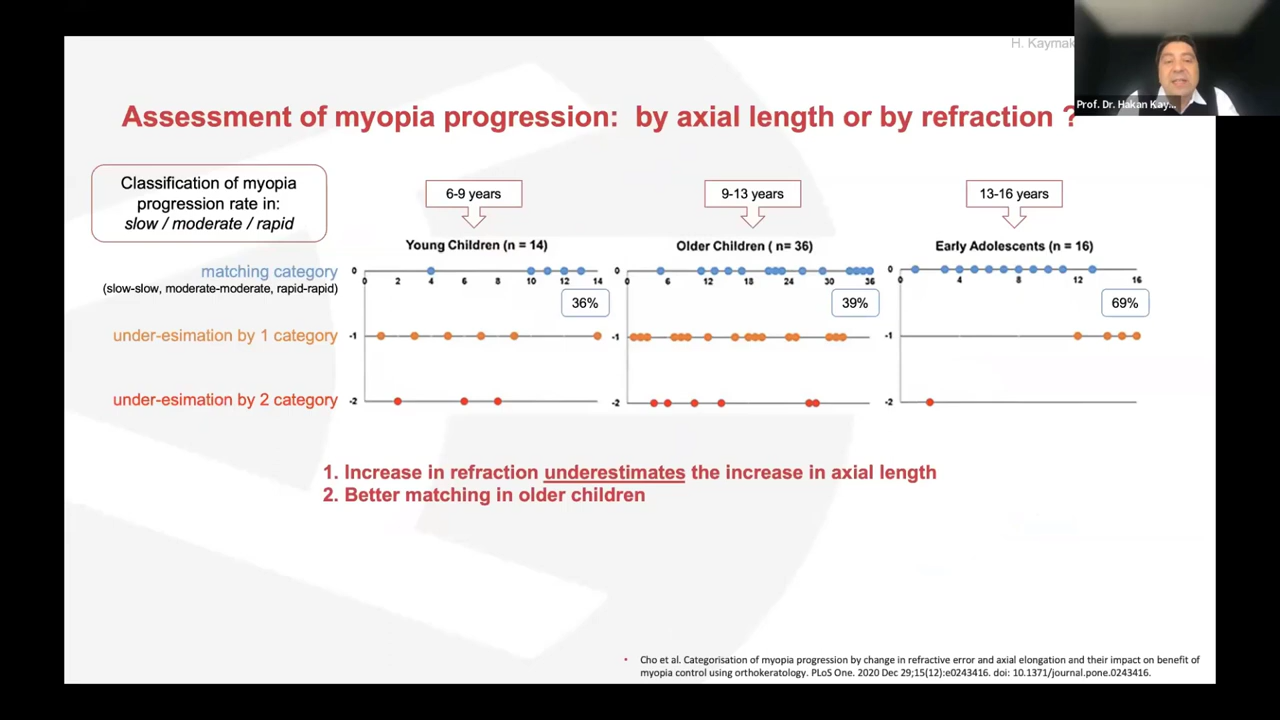 H. Kaymak
Prof. Dr. Hakan Kay...
Assessment of myopia progression: by axial length or by refraction ?
Classification of myopia
progression rate in:
slow / moderate / rapid
6-9 years
9-13 years
13-16 years
Young Children (n = 14)
Older Children ( n= 36)
Early Adolescents (n = 16)
matching category
(slow-slow, moderate-moderate, rapid-rapid)
0
0 2 4 6 8 10 12 14
0
0 6 12 18 24 30 36
0
0 4 8 12 16
36%
39%
69%
under-esimation by 1 category
-1
-1
-1
under-esimation by 2 category
-2
-2
-2
1. Increase in refraction underestimates the increase in axial length
2. Better matching in older children
• Cho et al. Categorisation of myopia progression by change in refractive error and axial elongation and their impact on benefit of
myopia control using orthokeratology. PLoS One. 2020 Dec 29;15(12):e0243416. doi: 10.1371/journal.pone.0243416.